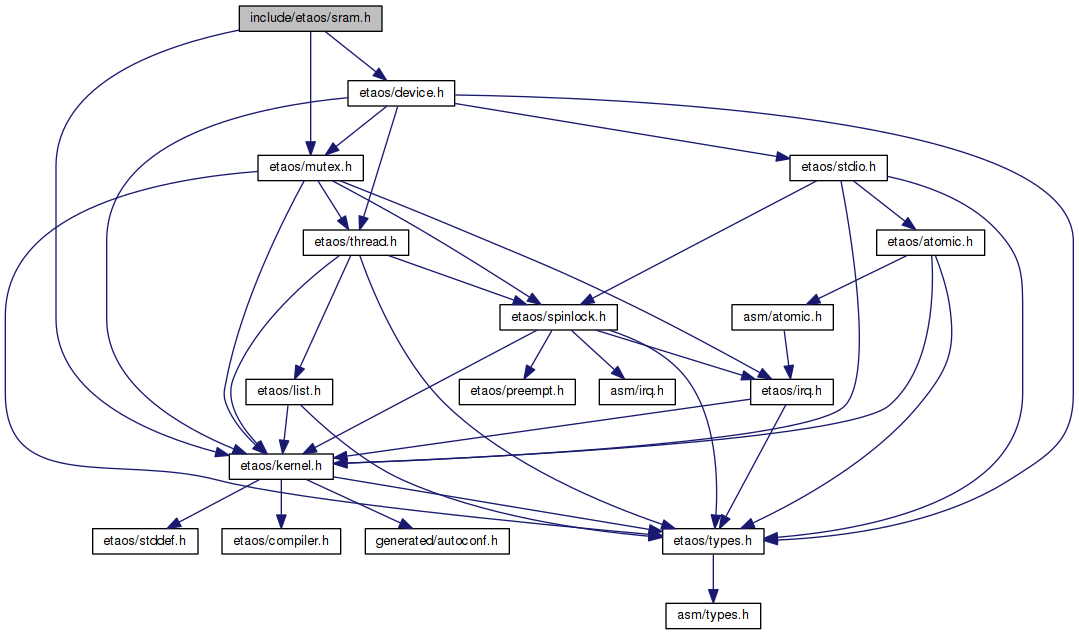 include/etaos/sram.h
etaos/device.h
etaos/mutex.h
etaos/stdio.h
etaos/thread.h
etaos/atomic.h
etaos/spinlock.h
asm/atomic.h
etaos/list.h
etaos/preempt.h
asm/irq.h
etaos/irq.h
etaos/kernel.h
etaos/stddef.h
etaos/compiler.h
generated/autoconf.h
etaos/types.h
asm/types.h